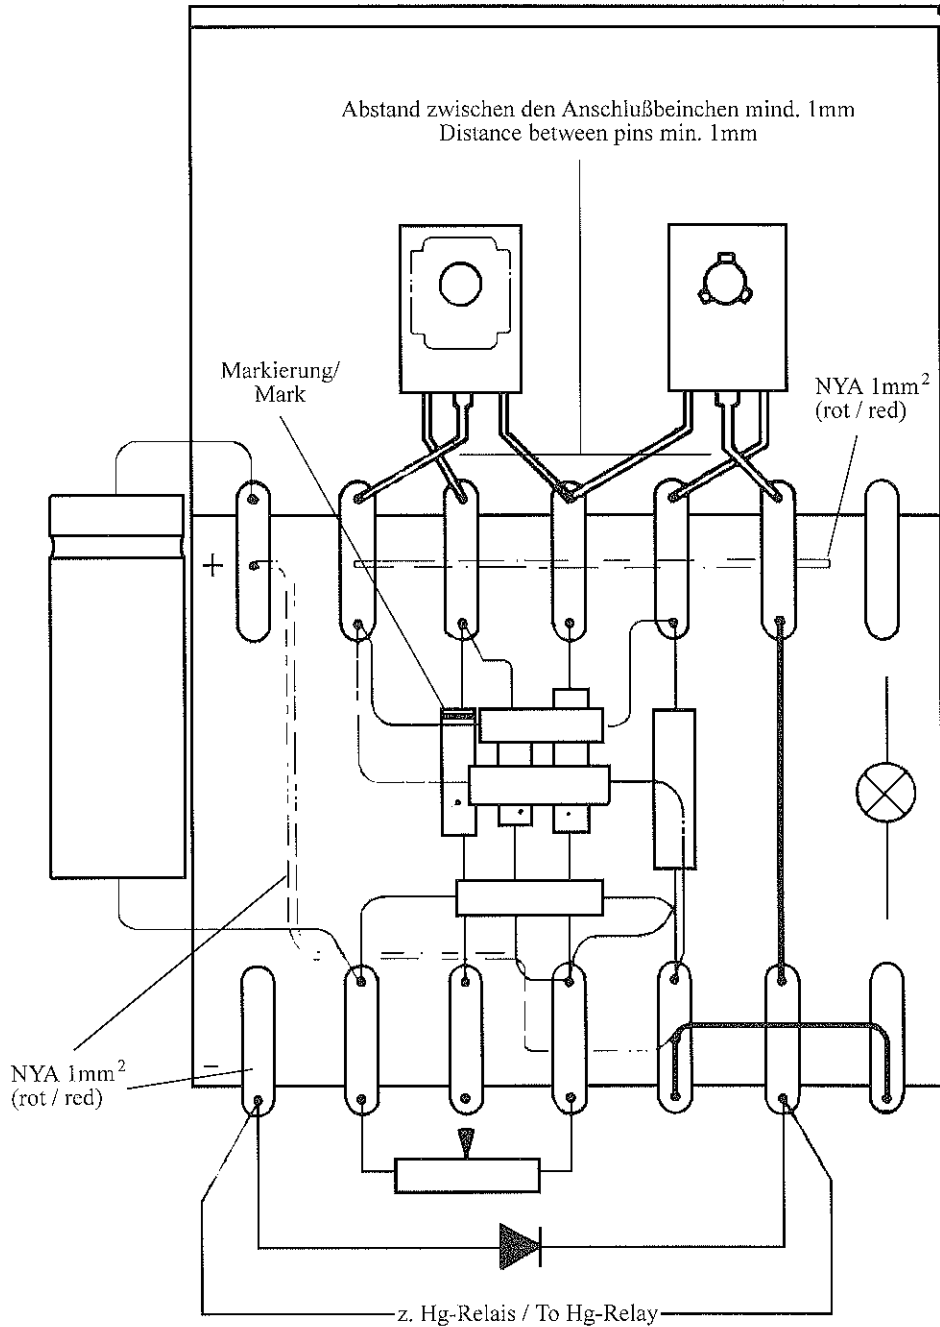 Abstand zwischen den Anschlußbeinchen mind. 1mm
Distance between pins min. 1mm
Markierung/
Mark
NYA 1mm²
(rot / red)
+
NYA 1mm²
(rot / red)
−
z. Hg-Relais / To Hg-Relay